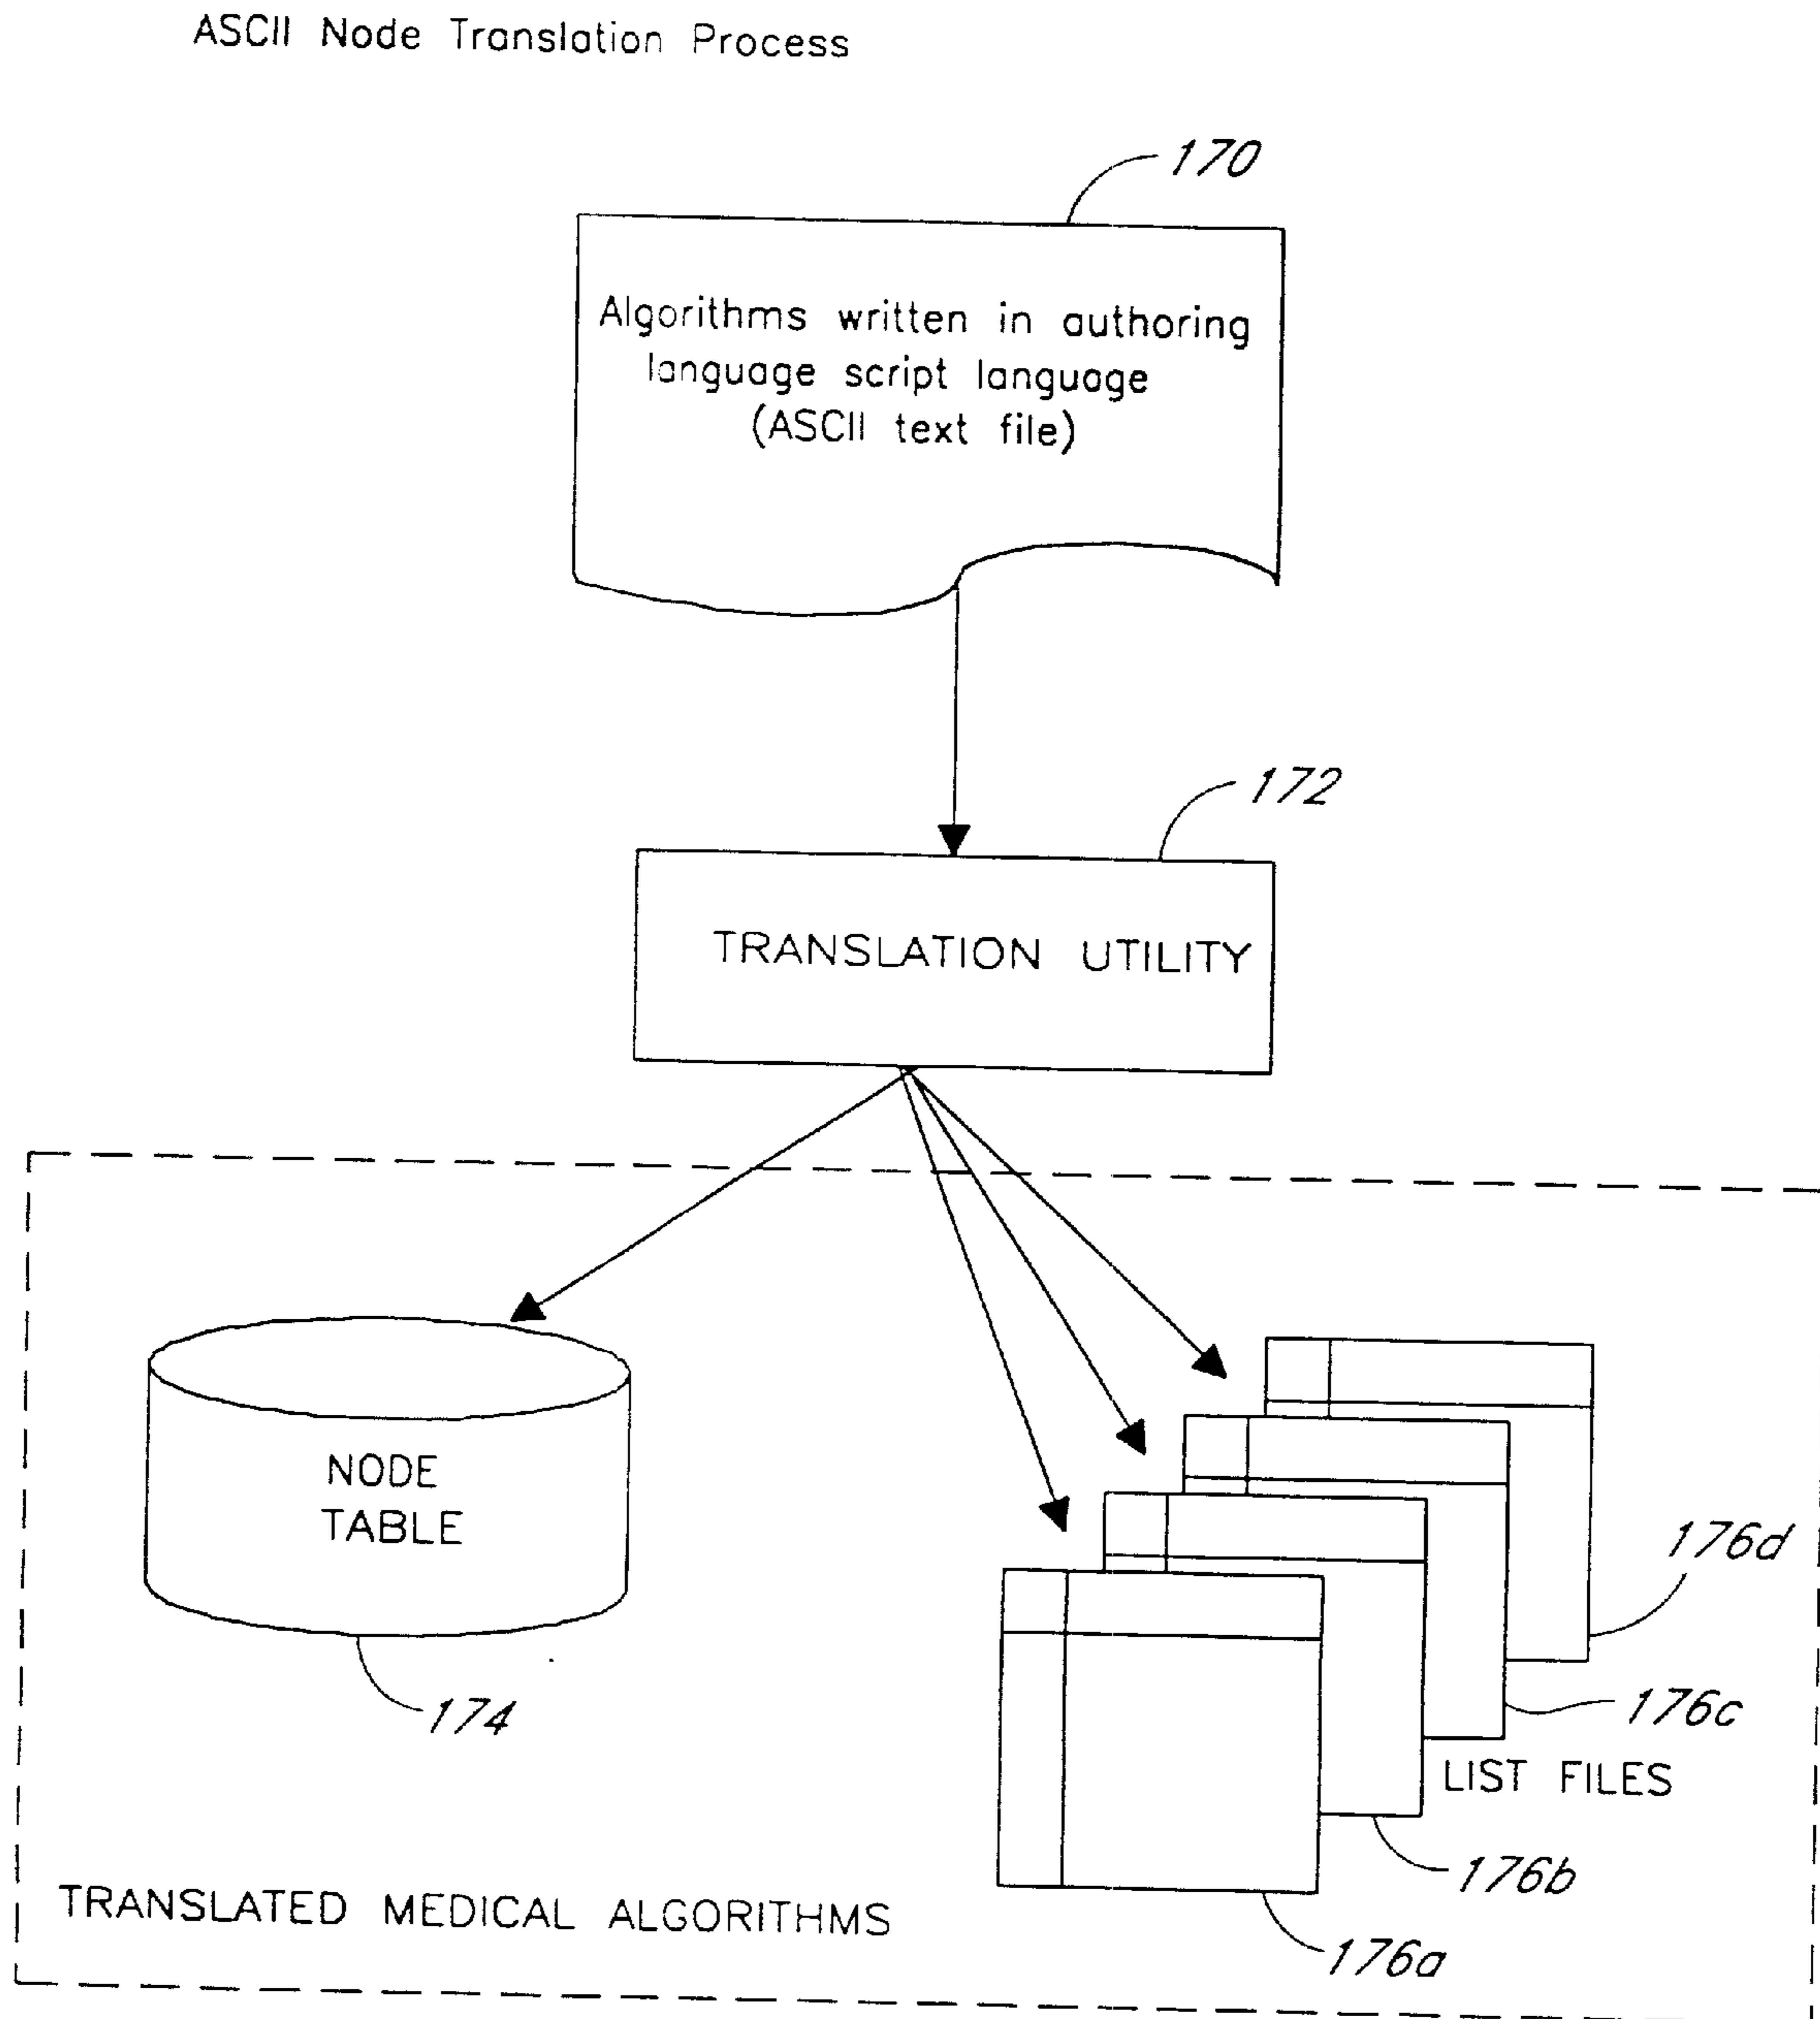 ASCII Node Translation Process
170
Algorithms written in authoring
language script language
(ASCII text file)
172
TRANSLATION UTILITY
NODE
TABLE
174
176d
176c
LIST FILES
176b
176a
TRANSLATED MEDICAL ALGORITHMS